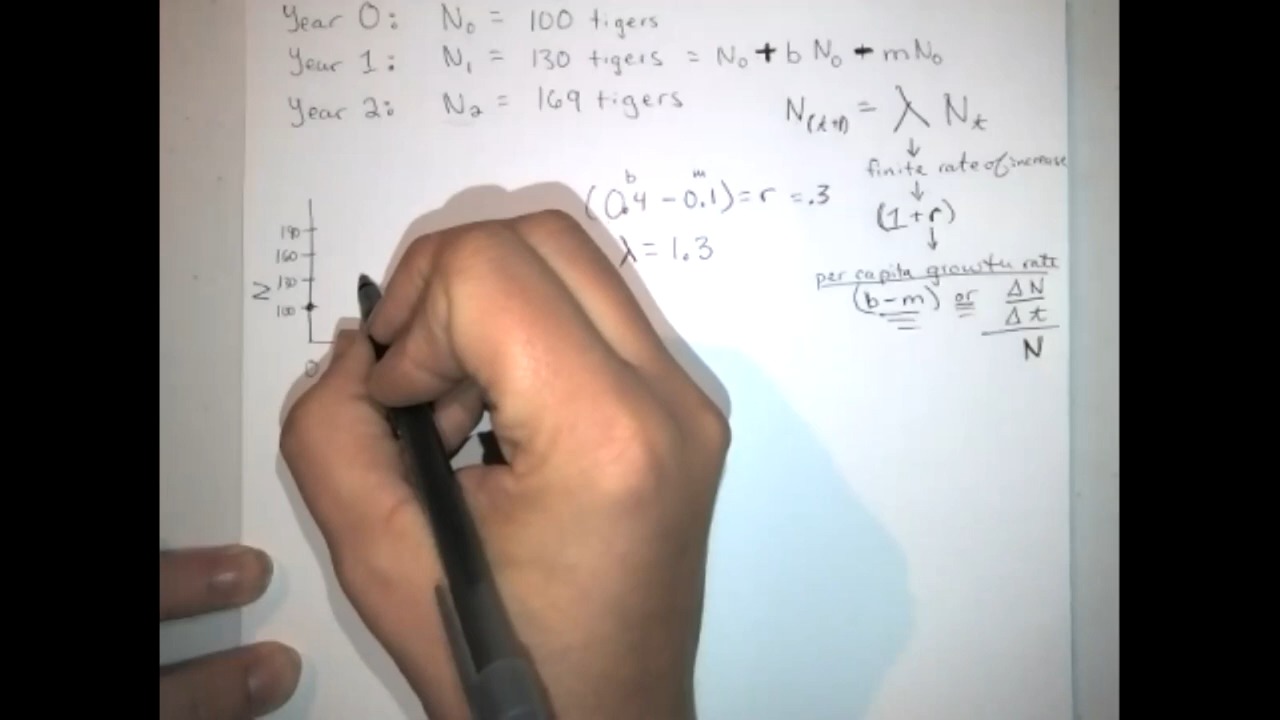 Year 0: N₀ = 100 tigers
Year 1: N₁ = 130 tigers = N₀ + b N₀ - m N₀
Year 2: N₂ = 169 tigers
N(t+1) = λ Nt
↓
finite rate of increase
↓
(1+r)
↓
per capita growth rate
(b-m) or ΔN
Δt
N
b m
(0.4 - 0.1) = r = .3
λ = 1.3
190
160
130
100
N
0